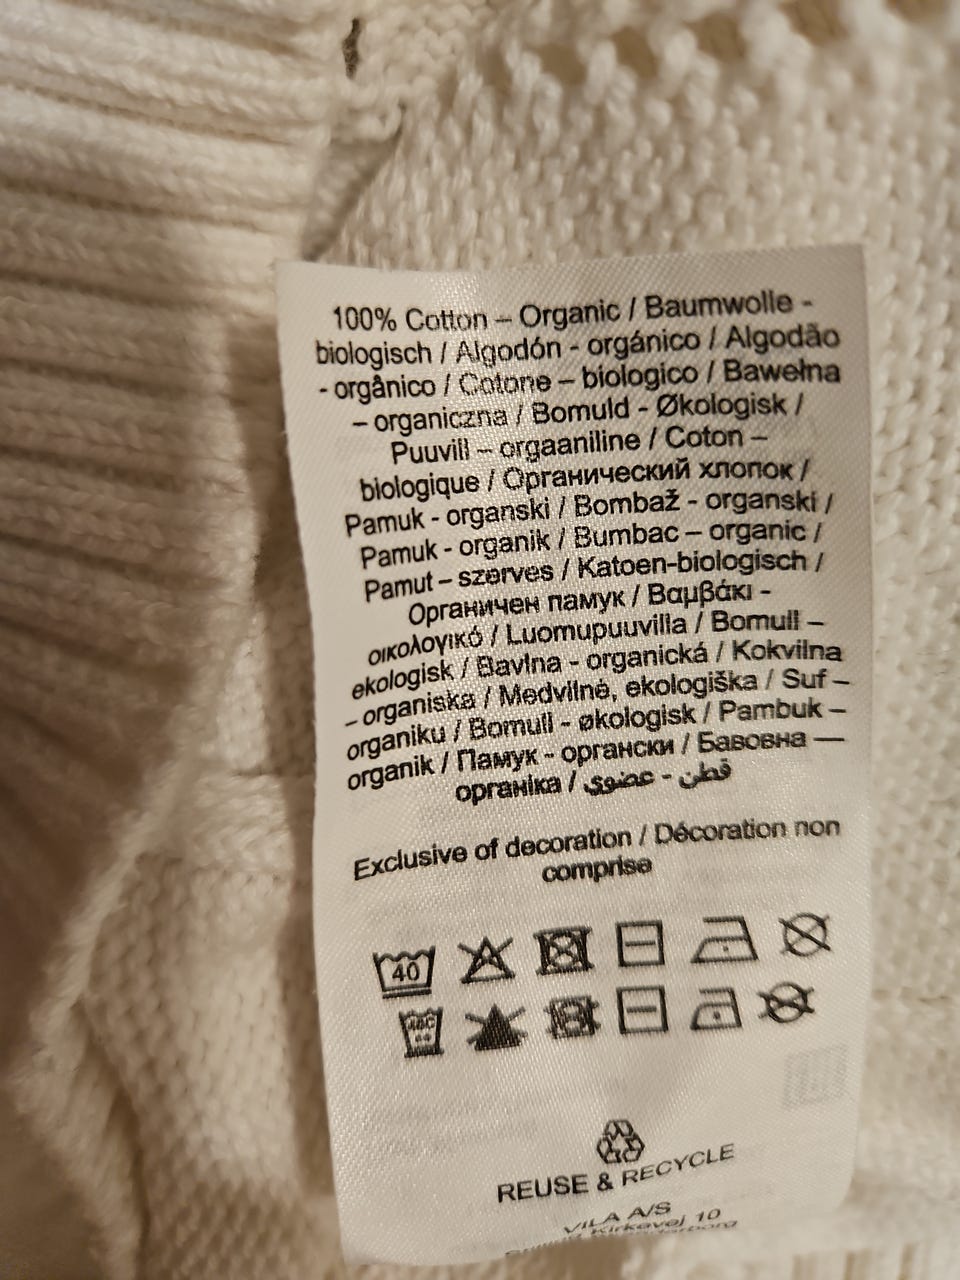 100% Cotton – Organic / Baumwolle -
biologisch / Algodón - orgánico / Algodão
- orgânico / Cotone – biologico / Bawełna
– organiczna / Bomuld - Økologisk /
Puuvill – orgaaniline / Coton –
biologique / Органический хлопок /
Pamuk - organski / Bombaž - organski /
Pamuk - organik / Bumbac – organic /
Pamut – szerves / Katoen-biologisch /
Органичен памук / Βαμβάκι -
οικολογικό / Luomupuuvilla / Bomull –
ekologisk / Bavlna - organická / Kokvilna
– organiska / Medvilnė, ekologiška / Suf –
organiku / Bomull - økologisk / Pambuk –
organik / Памук - органски / Бавовна —
органіка / قطن - عضوي
Exclusive of decoration / Décoration non
comprise
40
40C
REUSE & RECYCLE
VILA A/S
Kirkevej 10